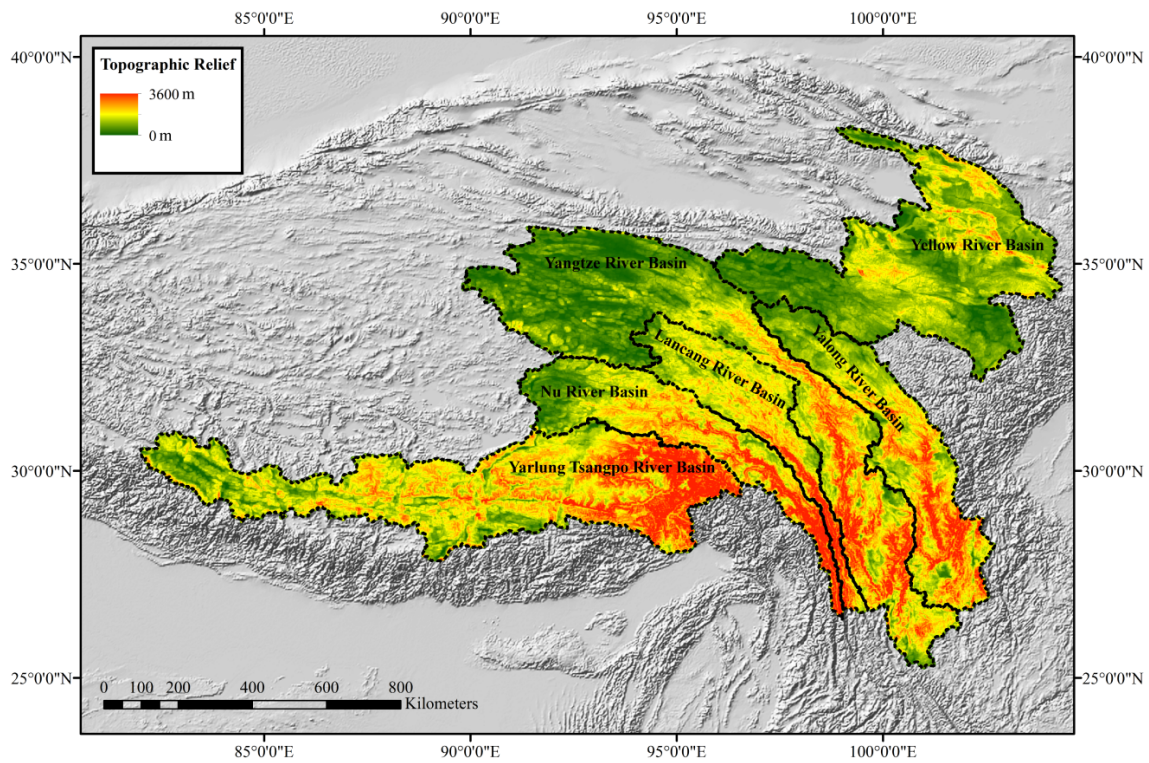 85°0'0"E 90°0'0"E 95°0'0"E 100°0'0"E
40°0'0"N 40°0'0"N
Topographic Relief
3600 m
0 m
Yellow River Basin
35°0'0"N Yangtze River Basin 35°0'0"N
Yalong River Basin
Lancang River Basin
Nu River Basin
30°0'0"N Yarlung Tsangpo River Basin 30°0'0"N
25°0'0"N 25°0'0"N
0 100 200 400 600 800
Kilometers
85°0'0"E 90°0'0"E 95°0'0"E 100°0'0"E